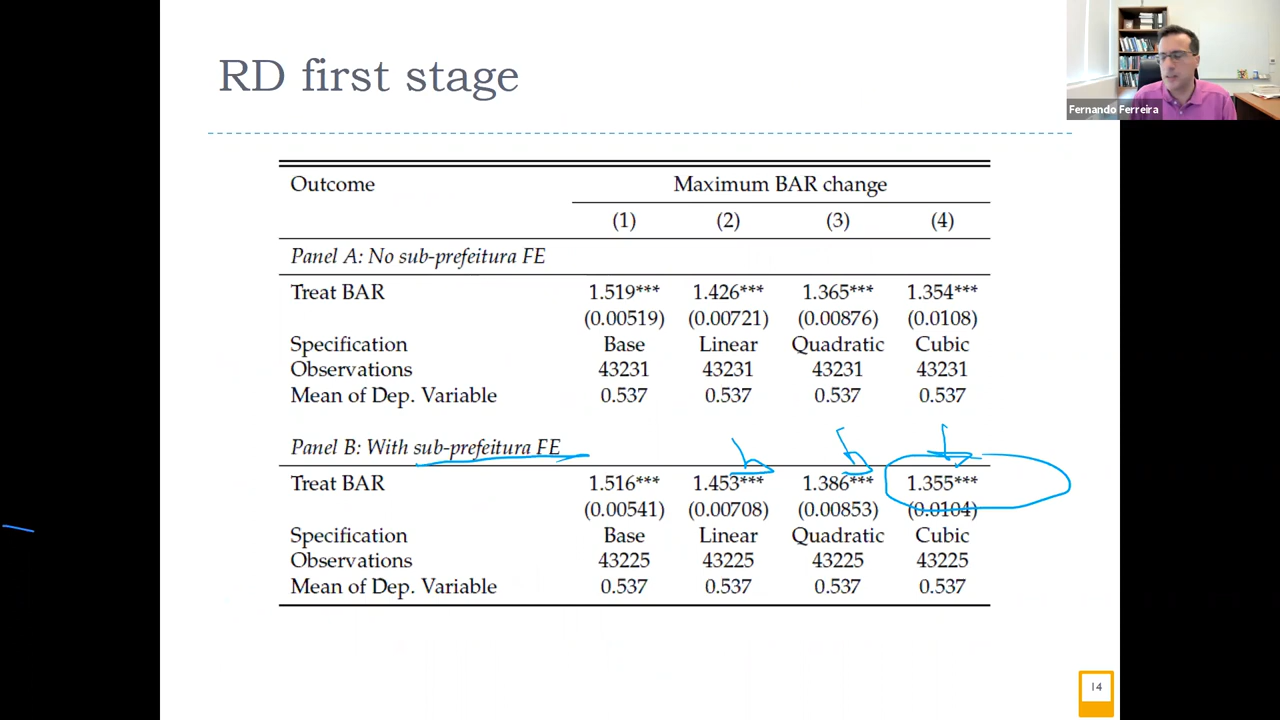 RD first stage
Fernando Ferreira
Outcome Maximum BAR change
(1) (2) (3) (4)
Panel A: No sub-prefeitura FE
Treat BAR 1.519*** 1.426*** 1.365*** 1.354***
(0.00519) (0.00721) (0.00876) (0.0108)
Specification Base Linear Quadratic Cubic
Observations 43231 43231 43231 43231
Mean of Dep. Variable 0.537 0.537 0.537 0.537
Panel B: With sub-prefeitura FE
Treat BAR 1.516*** 1.453*** 1.386*** 1.355***
(0.00541) (0.00708) (0.00853) (0.0104)
Specification Base Linear Quadratic Cubic
Observations 43225 43225 43225 43225
Mean of Dep. Variable 0.537 0.537 0.537 0.537
14